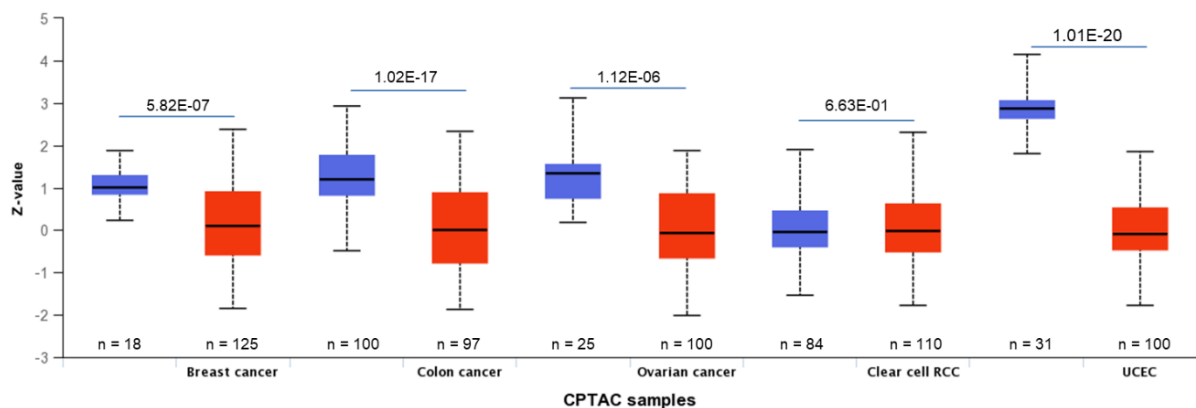 5
4
3
2
1
0
-1
-2
-3
Z-value
5.82E-07
1.02E-17
1.12E-06
6.63E-01
1.01E-20
n = 18
n = 125
n = 100
n = 97
n = 25
n = 100
n = 84
n = 110
n = 31
n = 100
Breast cancer
Colon cancer
Ovarian cancer
Clear cell RCC
UCEC
CPTAC samples